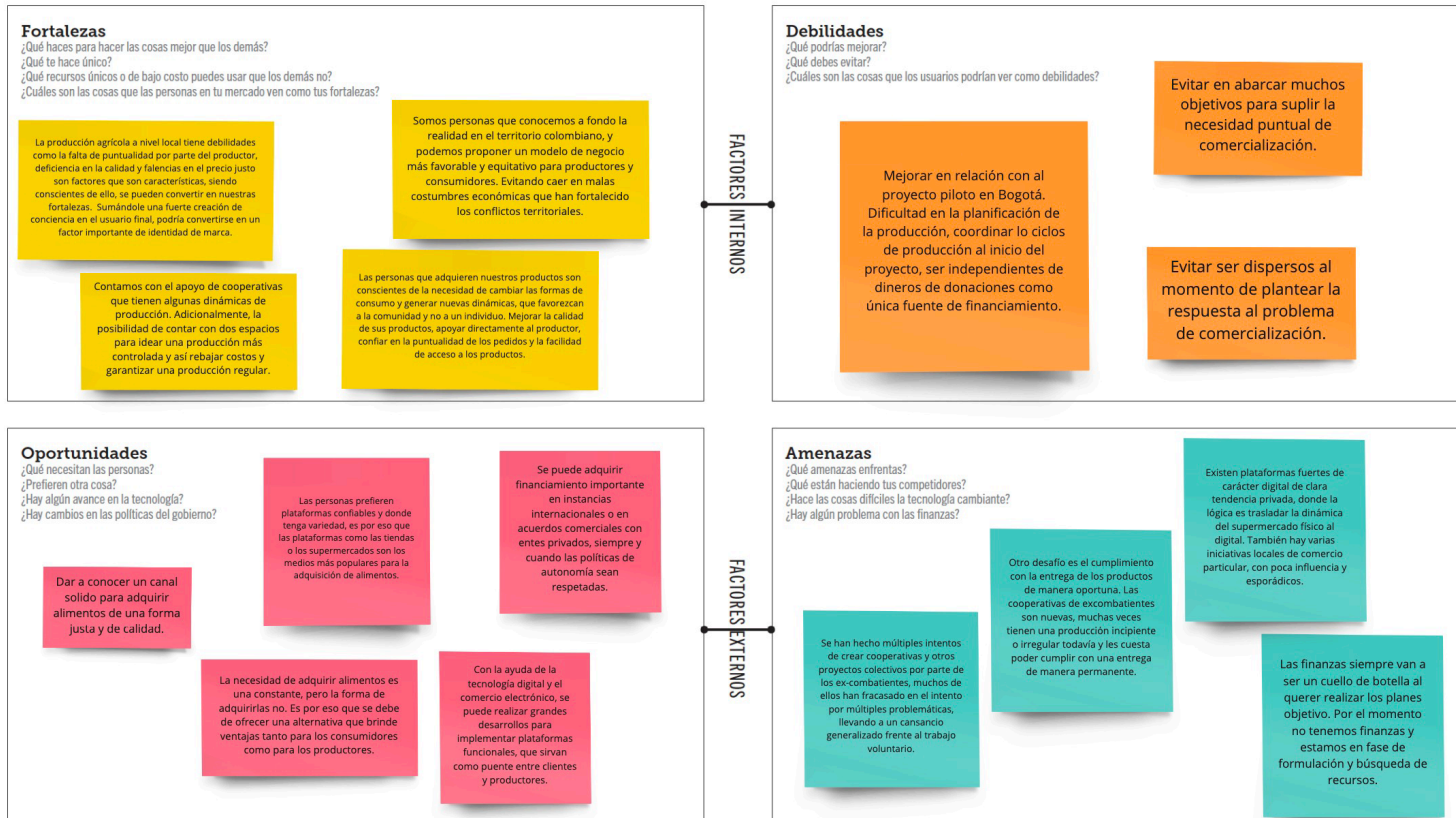 Fortalezas
¿Qué haces para hacer las cosas mejor que los demás?
¿Qué te hace único?
¿Qué recursos únicos o de bajo costo puedes usar que los demás no?
¿Cuáles son las cosas que las personas en tu mercado ven como tus fortalezas?
La producción agrícola a nivel local tiene debilidades
como la falta de puntualidad por parte del productor,
deficiencia en la calidad y falencias en el precio justo
son factores que son características, siendo
conscientes de ello, se pueden convertir en nuestras
fortalezas. Sumándole una fuerte creación de
conciencia en el usuario final, podría convertirse en un
factor importante de identidad de marca.
Somos personas que conocemos a fondo la
realidad en el territorio colombiano, y
podemos proponer un modelo de negocio
más favorable y equitativo para productores y
consumidores. Evitando caer en malas
costumbres económicas que han fortalecido
los conflictos territoriales.
Contamos con el apoyo de cooperativas
que tienen algunas dinámicas de
producción. Adicionalmente, la
posibilidad de contar con dos espacios
para idear una producción más
controlada y así rebajar costos y
garantizar una producción regular.
Las personas que adquieren nuestros productos son
conscientes de la necesidad de cambiar las formas de
consumo y generar nuevas dinámicas, que favorezcan
a la comunidad y no a un individuo. Mejorar la calidad
de sus productos, apoyar directamente al productor,
confiar en la puntualidad de los pedidos y la facilidad
de acceso a los productos.
FACTORES INTERNOS
Debilidades
¿Qué podrías mejorar?
¿Qué debes evitar?
¿Cuáles son las cosas que los usuarios podrían ver como debilidades?
Mejorar en relación con al
proyecto piloto en Bogotá.
Dificultad en la planificación de
la producción, coordinar lo ciclos
de producción al inicio del
proyecto, ser independientes de
dineros de donaciones como
única fuente de financiamiento.
Evitar en abarcar muchos
objetivos para suplir la
necesidad puntual de
comercialización.
Evitar ser dispersos al
momento de plantear la
respuesta al problema
de comercialización.
Oportunidades
¿Qué necesitan las personas?
¿Prefieren otra cosa?
¿Hay algún avance en la tecnología?
¿Hay cambios en las políticas del gobierno?
Dar a conocer un canal
solido para adquirir
alimentos de una forma
justa y de calidad.
Las personas prefieren
plataformas confiables y donde
tenga variedad, es por eso que
las plataformas como las tiendas
o los supermercados son los
medios más populares para la
adquisición de alimentos.
Se puede adquirir
financiamiento importante
en instancias
internacionales o en
acuerdos comerciales con
entes privados, siempre y
cuando las políticas de
autonomía sean
respetadas.
La necesidad de adquirir alimentos es
una constante, pero la forma de
adquirirlas no. Es por eso que se debe
de ofrecer una alternativa que brinde
ventajas tanto para los consumidores
como para los productores.
Con la ayuda de la
tecnología digital y el
comercio electrónico, se
puede realizar grandes
desarrollos para
implementar plataformas
funcionales, que sirvan
como puente entre clientes
y productores.
FACTORES EXTERNOS
Amenazas
¿Qué amenazas enfrentas?
¿Qué están haciendo tus competidores?
¿Hace las cosas difíciles la tecnología cambiante?
¿Hay algún problema con las finanzas?
Se han hecho múltiples intentos
de crear cooperativas y otros
proyectos colectivos por parte de
los ex-combatientes, muchos de
ellos han fracasado en el intento
por múltiples problemáticas,
llevando a un cansancio
generalizado frente al trabajo
voluntario.
Otro desafío es el cumplimiento
con la entrega de los productos
de manera oportuna. Las
cooperativas de excombatientes
son nuevas, muchas veces
tienen una producción incipiente
o irregular todavía y les cuesta
poder cumplir con una entrega
de manera permanente.
Existen plataformas fuertes de
carácter digital de clara
tendencia privada, donde la
lógica es trasladar la dinámica
del supermercado físico al
digital. También hay varias
iniciativas locales de comercio
particular, con poca influencia y
esporádicos.
Las finanzas siempre van a
ser un cuello de botella al
querer realizar los planes
objetivo. Por el momento
no tenemos finanzas y
estamos en fase de
formulación y búsqueda de
recursos.